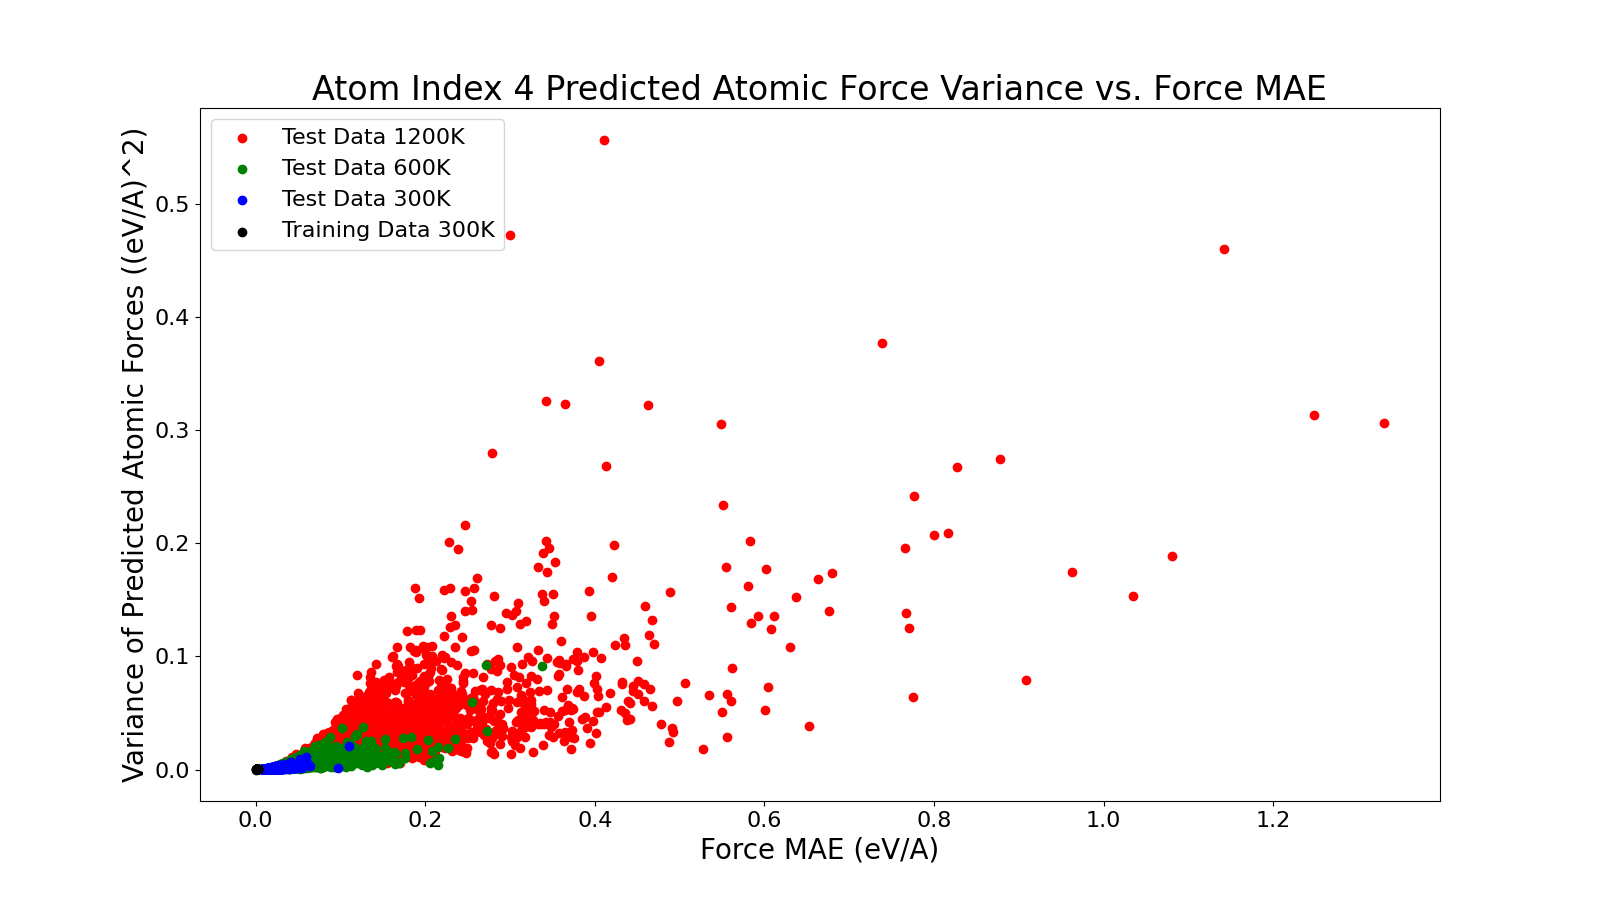 Atom Index 4 Predicted Atomic Force Variance vs. Force MAE
Test Data 1200K
Test Data 600K
Test Data 300K
Training Data 300K
Variance of Predicted Atomic Forces ((eV/A)^2)
0.5
0.4
0.3
0.2
0.1
0.0
0.0 0.2 0.4 0.6 0.8 1.0 1.2
Force MAE (eV/A)